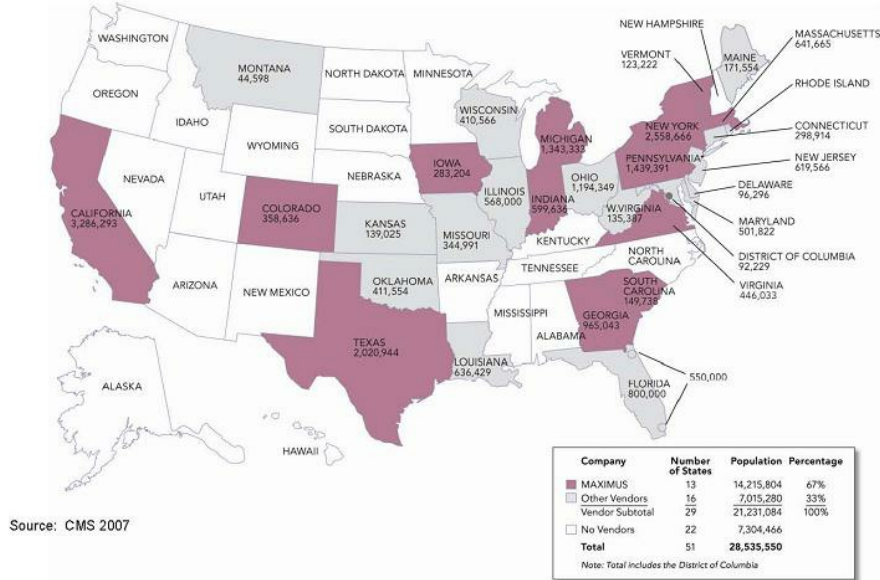 WASHINGTON
OREGON
CALIFORNIA
3,286,293
NEVADA
IDAHO
MONTANA
44,598
WYOMING
UTAH
ARIZONA
COLORADO
358,636
NEW MEXICO
NORTH DAKOTA
SOUTH DAKOTA
NEBRASKA
KANSAS
139,025
OKLAHOMA
411,554
TEXAS
2,020,944
MINNESOTA
IOWA
283,204
MISSOURI
344,991
ARKANSAS
LOUISIANA
636,429
WISCONSIN
410,566
ILLINOIS
568,000
MICHIGAN
1,343,333
INDIANA
599,636
OHIO
1,194,349
KENTUCKY
TENNESSEE
MISSISSIPPI
ALABAMA
GEORGIA
965,043
FLORIDA
800,000
550,000
SOUTH
CAROLINA
149,738
NORTH
CAROLINA
W.VIRGINIA
135,387
PENNSYLVANIA
1,439,391
NEW YORK
2,558,666
NEW HAMPSHIRE
VERMONT
123,222
MAINE
171,554
MASSACHUSETTS
641,665
RHODE ISLAND
CONNECTICUT
298,914
NEW JERSEY
619,566
DELAWARE
96,296
MARYLAND
501,822
DISTRICT OF COLUMBIA
92,229
VIRGINIA
446,033
ALASKA
HAWAII
Source: CMS 2007
Company Number of States Population Percentage
MAXIMUS 13 14,215,804 67%
Other Vendors 16 7,015,280 33%
Vendor Subtotal 29 21,231,084 100%
No Vendors 22 7,304,466
Total 51 28,535,550
Note: Total includes the District of Columbia